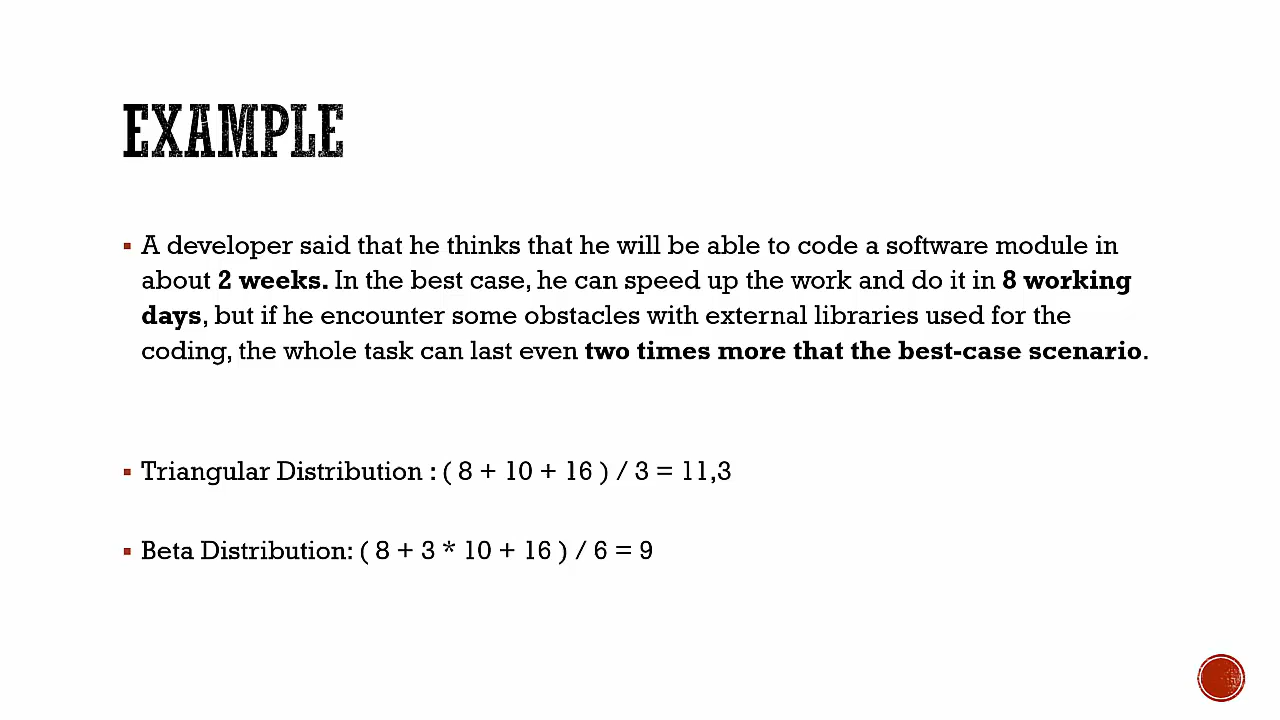 EXAMPLE
A developer said that he thinks that he will be able to code a software module in
about 2 weeks. In the best case, he can speed up the work and do it in 8 working
days, but if he encounter some obstacles with external libraries used for the
coding, the whole task can last even two times more that the best-case scenario.
Triangular Distribution : ( 8 + 10 + 16 ) / 3 = 11,3
Beta Distribution: ( 8 + 3 * 10 + 16 ) / 6 = 9